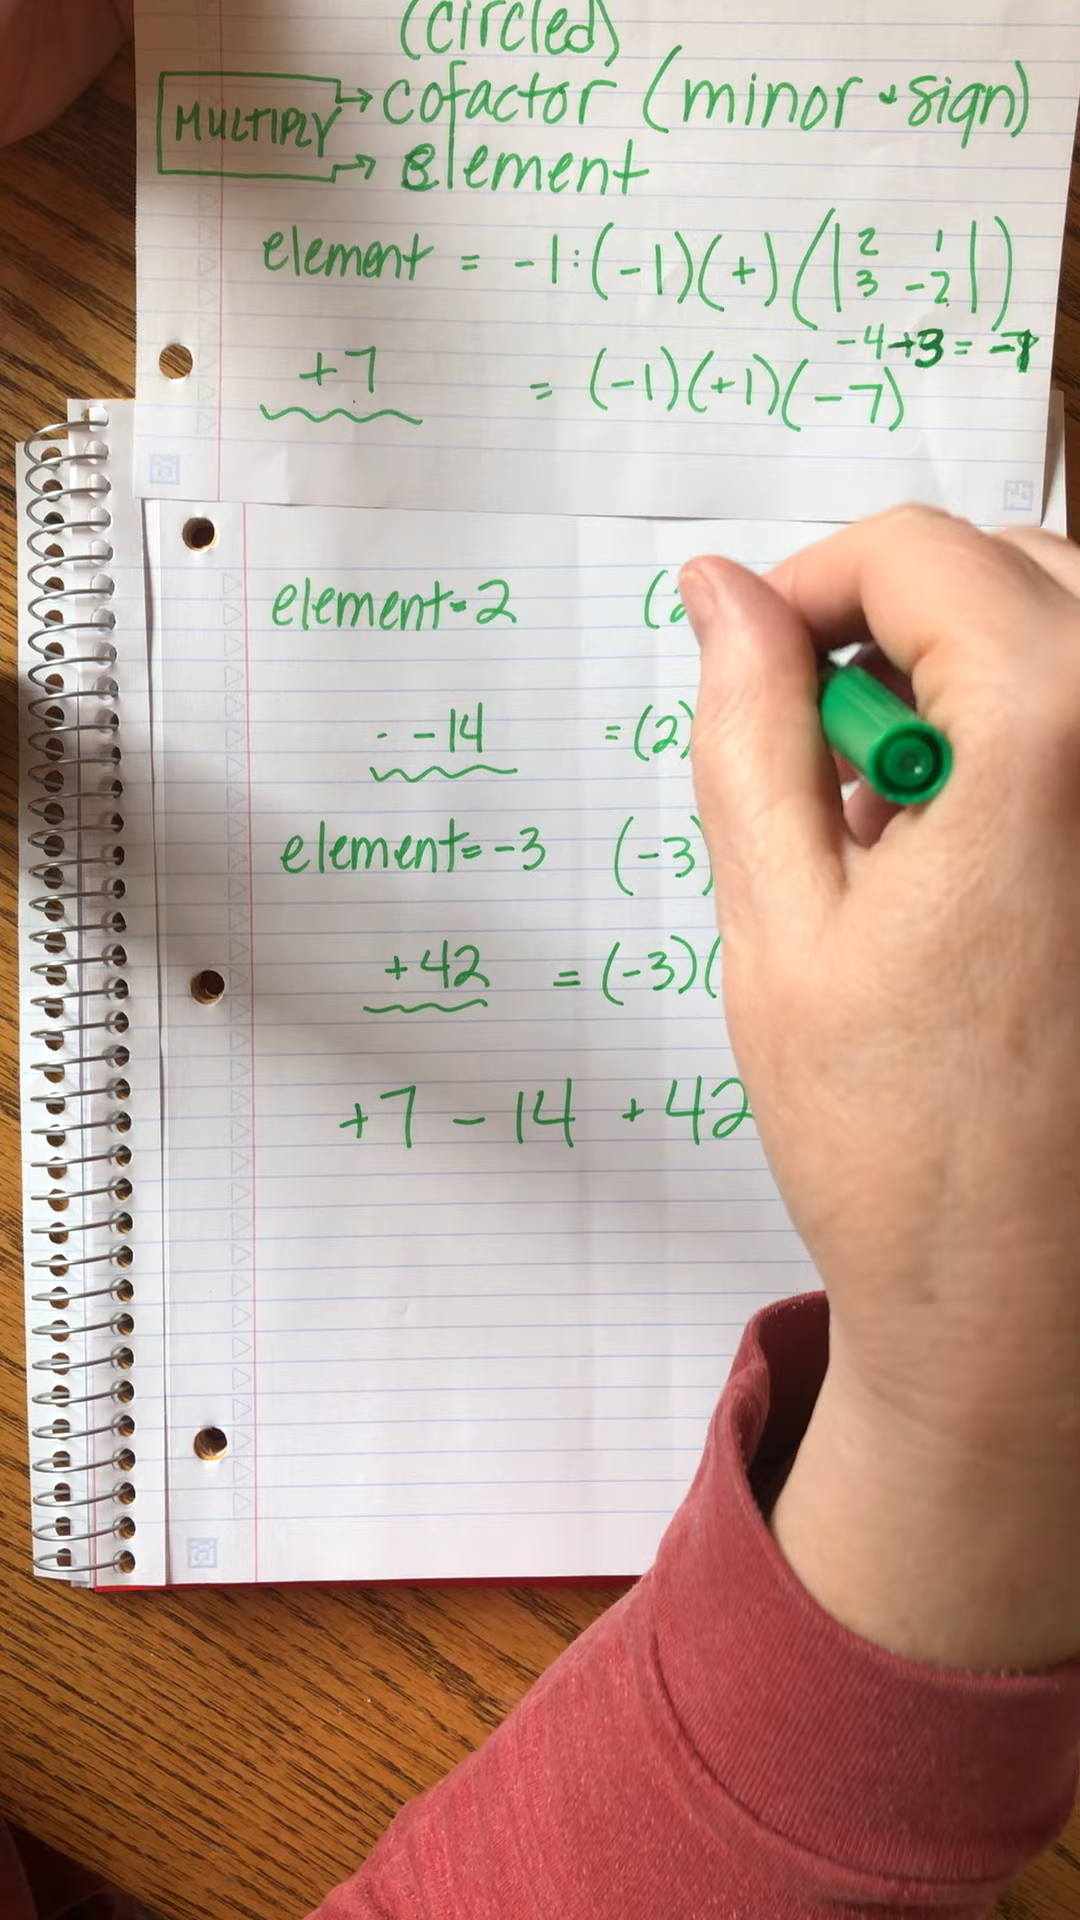 (circled)
MULTIPLY → cofactor (minor • sign)
→ element
element = -1: (-1)(+)(|2 1|)
3 -2
-4+3 = -7
+7 = (-1)(+1)(-7)
element = 2 (2
- -14 = (2)
element = -3 (-3)
+42 = (-3)(
+7 - 14 + 42